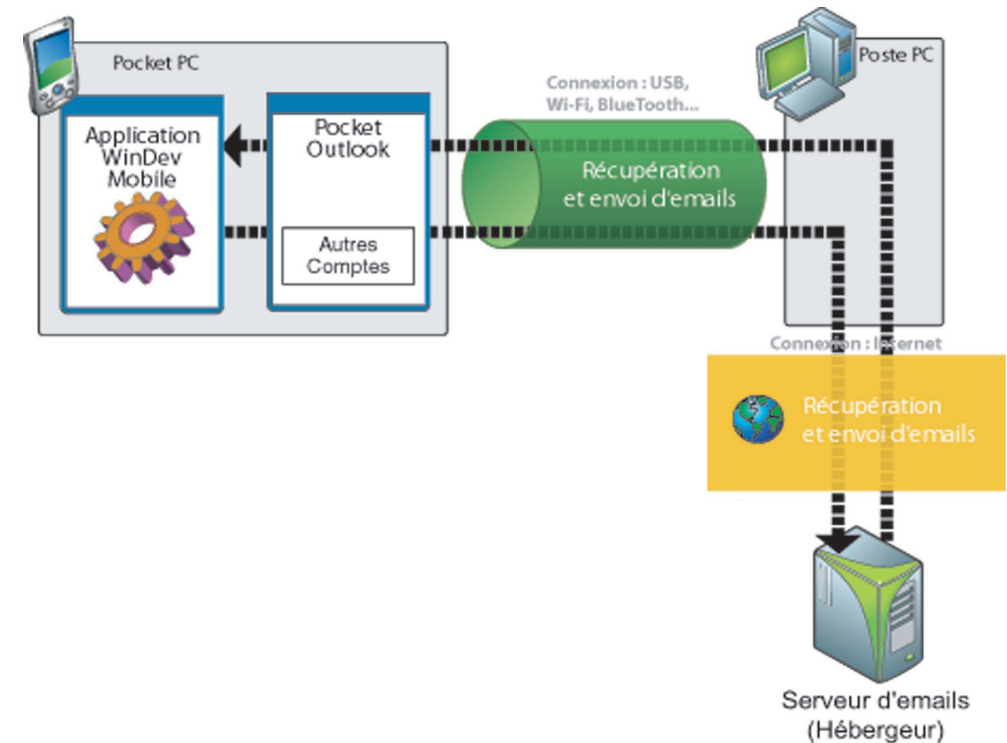 Pocket PC
Application
WinDev
Mobile
Pocket
Outlook
Autres
Comptes
Connexion : USB,
Wi-Fi, BlueTooth...
Récupération
et envoi d'emails
Poste PC
Connexion : Internet
Récupération
et envoi d'emails
Serveur d'emails
(Hébergeur)